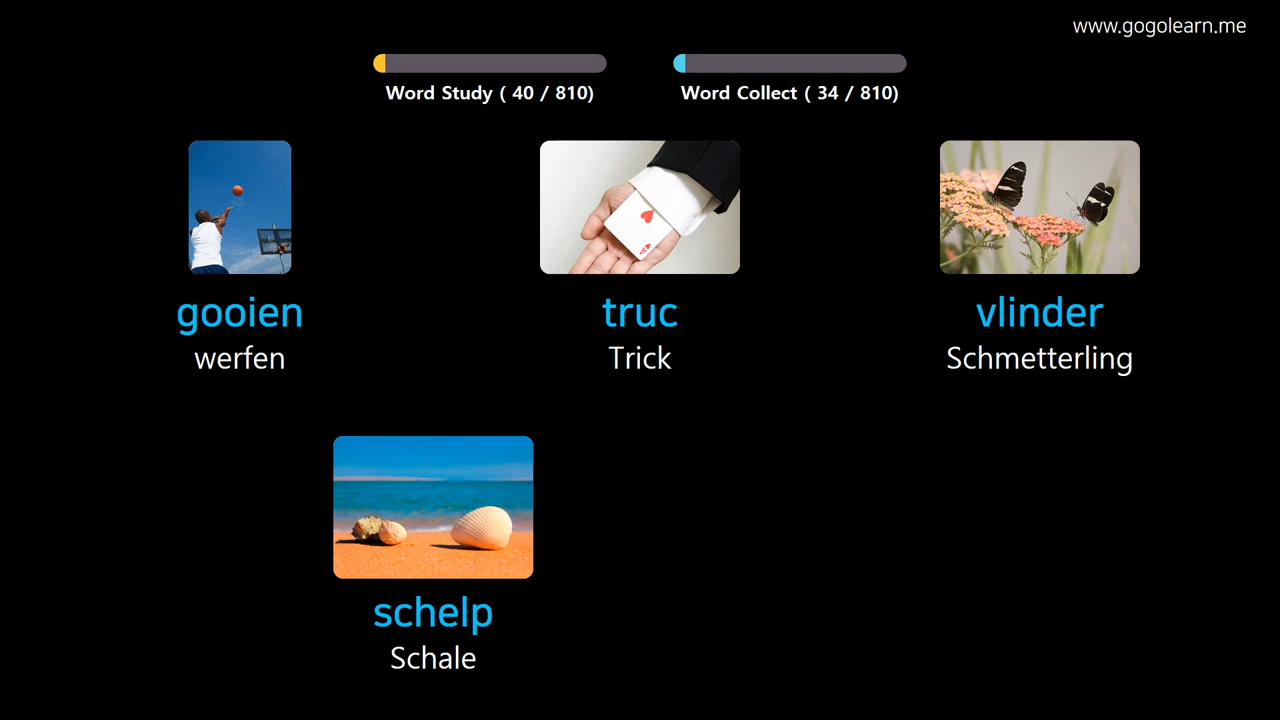 www.gogolearn.me
Word Study ( 40 / 810)
Word Collect ( 34 / 810)
gooien
werfen
truc
Trick
vlinder
Schmetterling
schelp
Schale